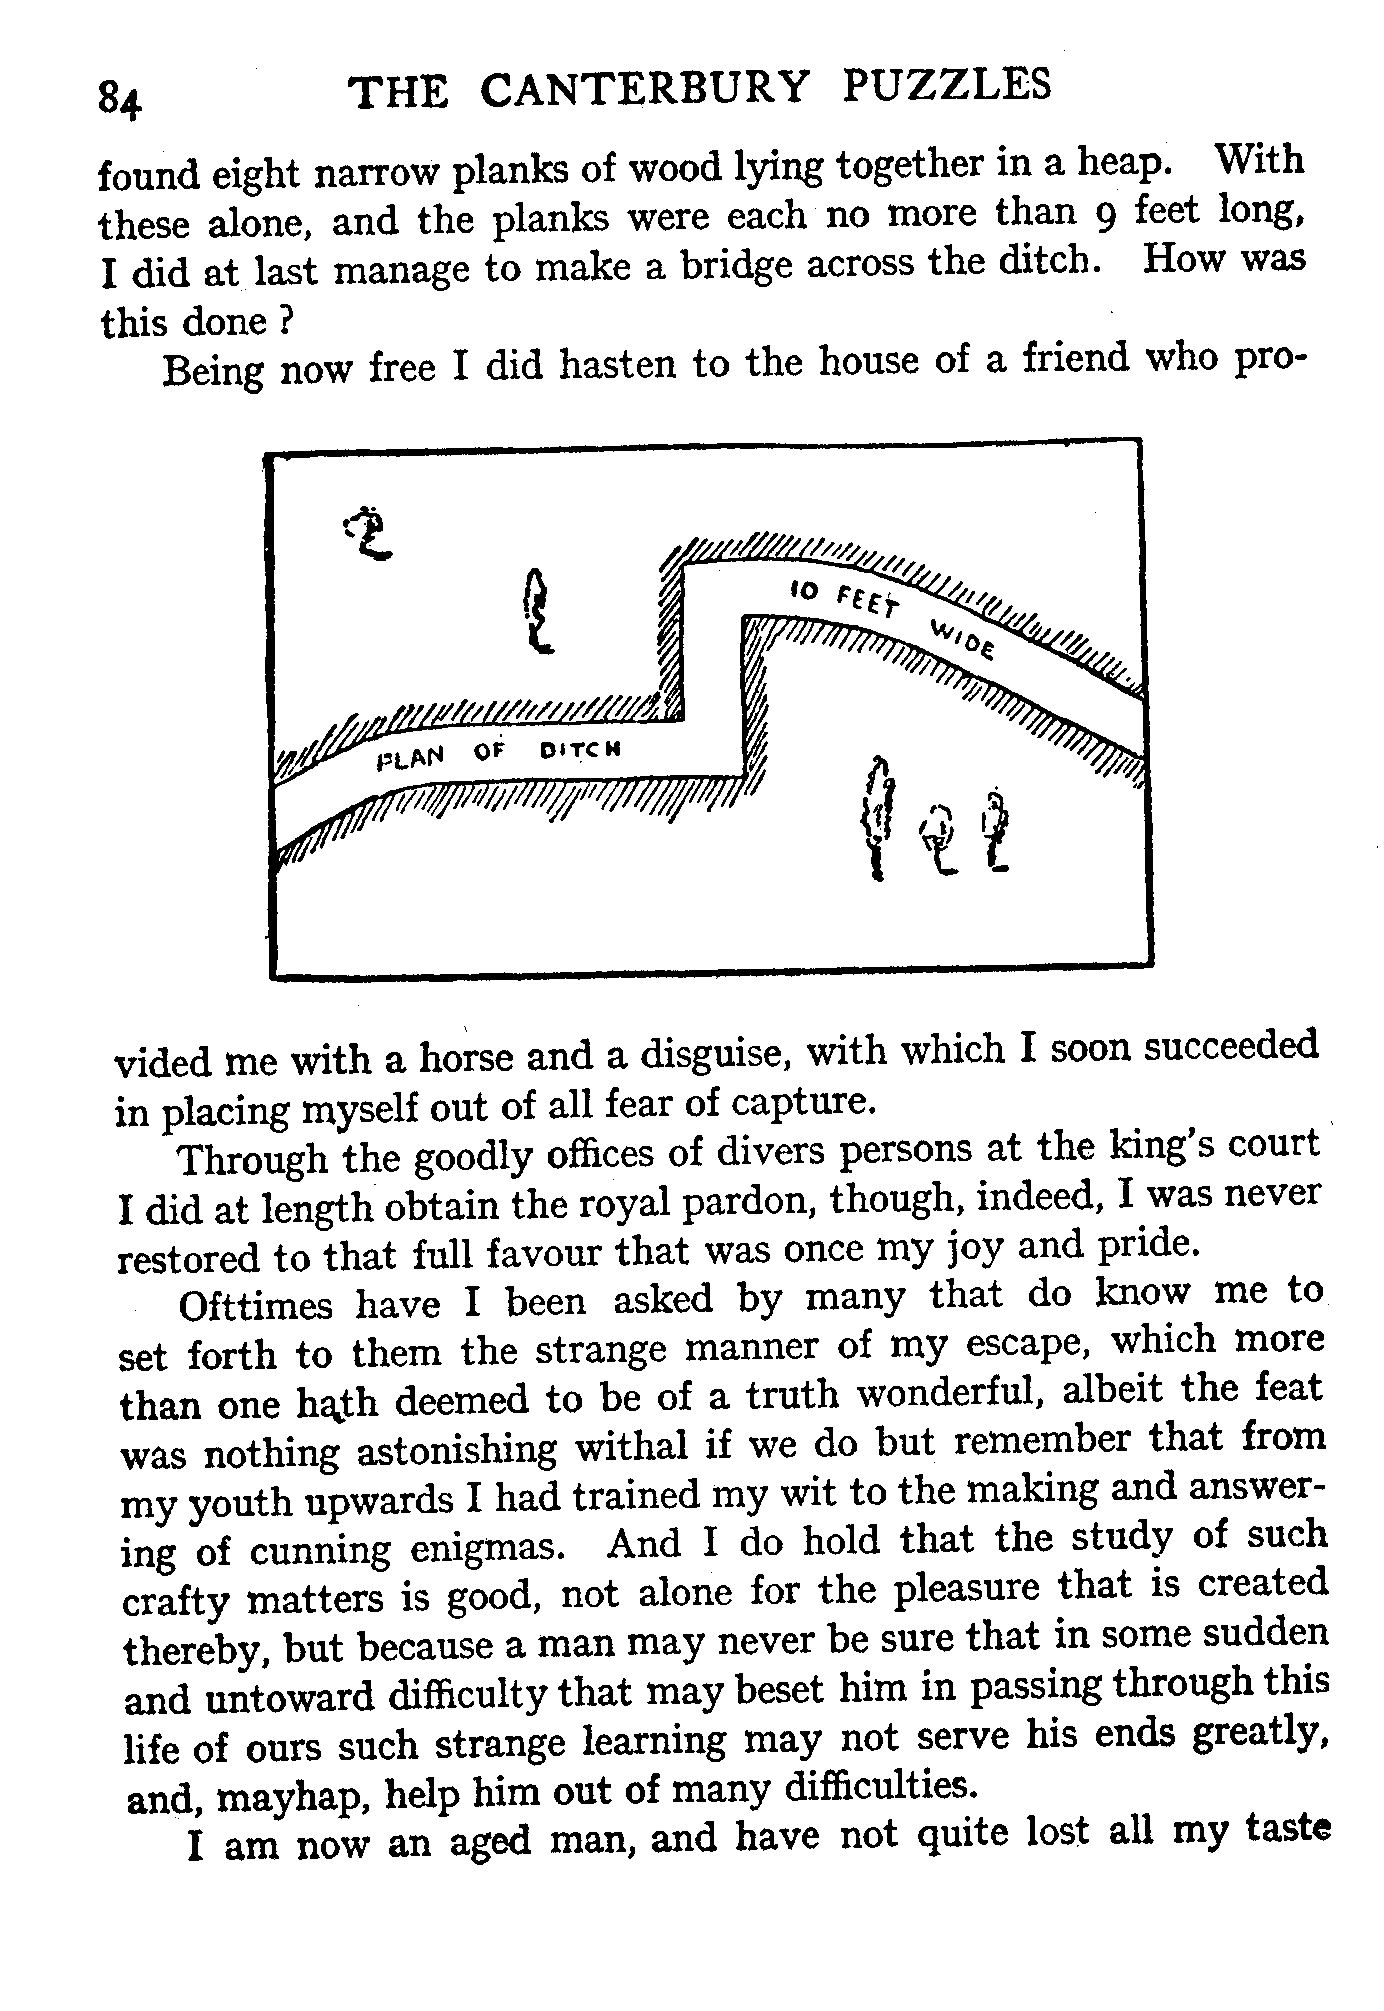 84 THE CANTERBURY PUZZLES
found eight narrow planks of wood lying together in a heap. With
these alone, and the planks were each no more than 9 feet long,
I did at last manage to make a bridge across the ditch. How was
this done ?
Being now free I did hasten to the house of a friend who pro-
10 FEET WIDE
PLAN OF DITCH
vided me with a horse and a disguise, with which I soon succeeded
in placing myself out of all fear of capture.
Through the goodly offices of divers persons at the king's court
I did at length obtain the royal pardon, though, indeed, I was never
restored to that full favour that was once my joy and pride.
Ofttimes have I been asked by many that do know me to
set forth to them the strange manner of my escape, which more
than one hath deemed to be of a truth wonderful, albeit the feat
was nothing astonishing withal if we do but remember that from
my youth upwards I had trained my wit to the making and answer-
ing of cunning enigmas. And I do hold that the study of such
crafty matters is good, not alone for the pleasure that is created
thereby, but because a man may never be sure that in some sudden
and untoward difficulty that may beset him in passing through this
life of ours such strange learning may not serve his ends greatly,
and, mayhap, help him out of many difficulties.
I am now an aged man, and have not quite lost all my taste